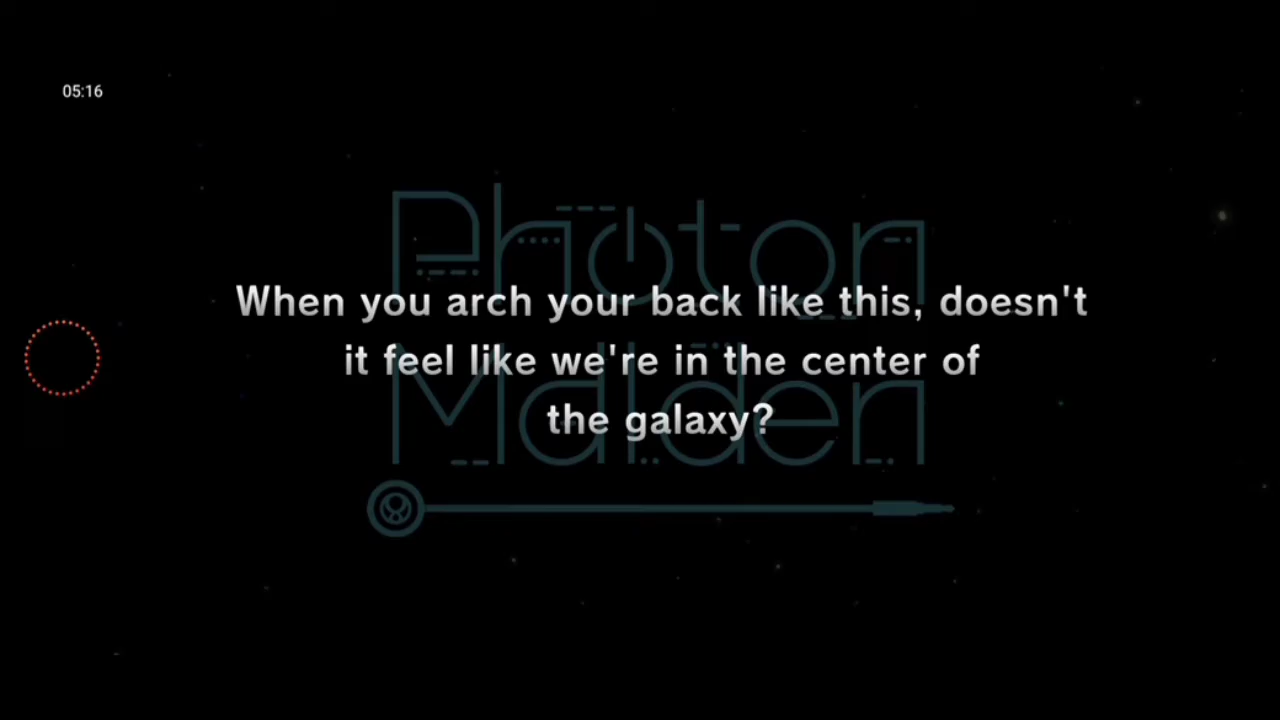 05:16
Photon
When you arch your back like this, doesn't
it feel like we're in the center of
the galaxy?
Maiden